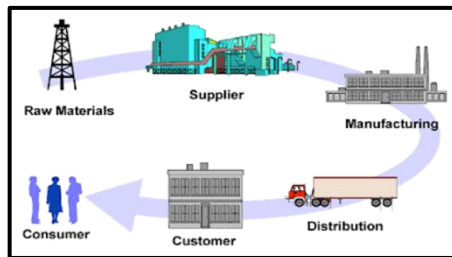 Raw Materials
Supplier
Manufacturing
Distribution
Customer
Consumer